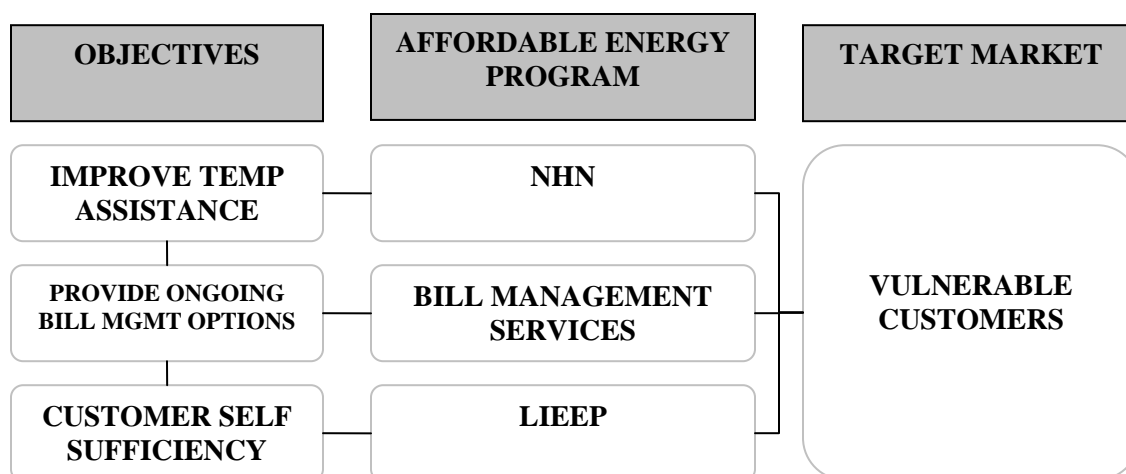 OBJECTIVES
AFFORDABLE ENERGY
PROGRAM
TARGET MARKET
IMPROVE TEMP
ASSISTANCE
NHN
PROVIDE ONGOING
BILL MGMT OPTIONS
BILL MANAGEMENT
SERVICES
VULNERABLE
CUSTOMERS
CUSTOMER SELF
SUFFICIENCY
LIEEP